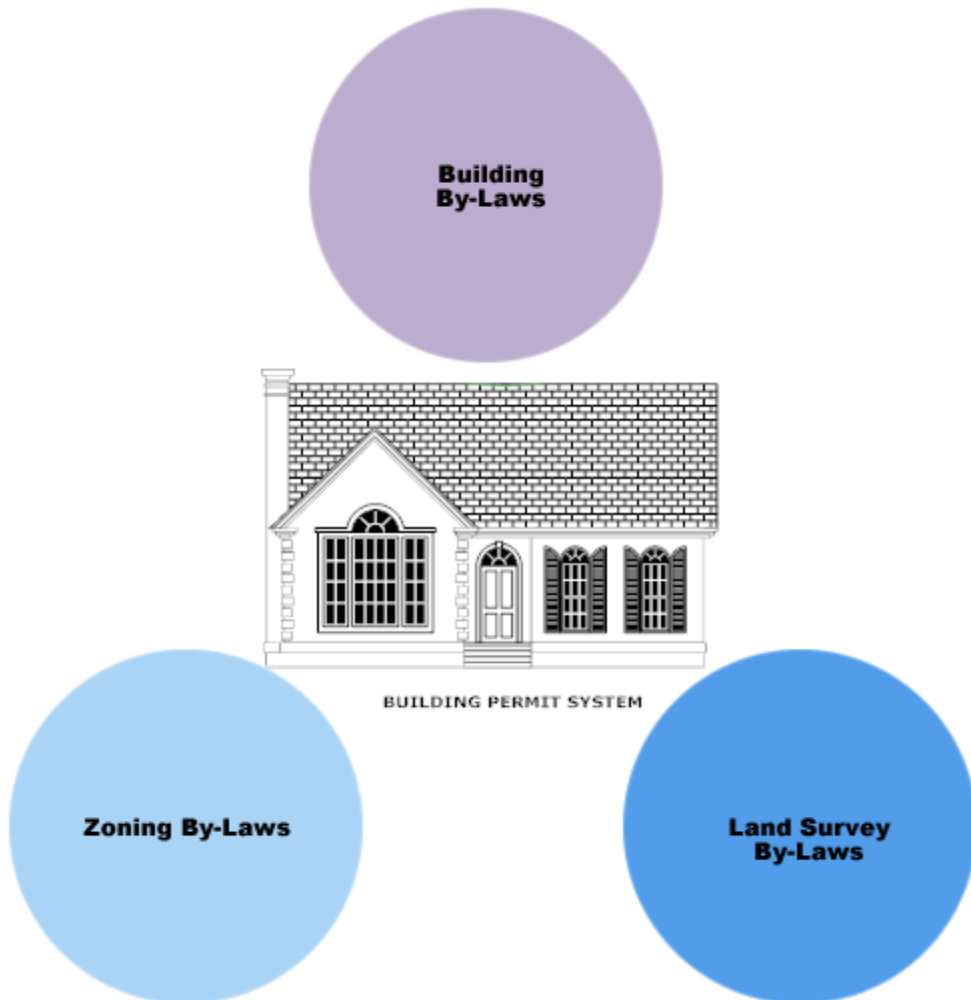 Building
By-Laws
BUILDING PERMIT SYSTEM
Zoning By-Laws
Land Survey
By-Laws